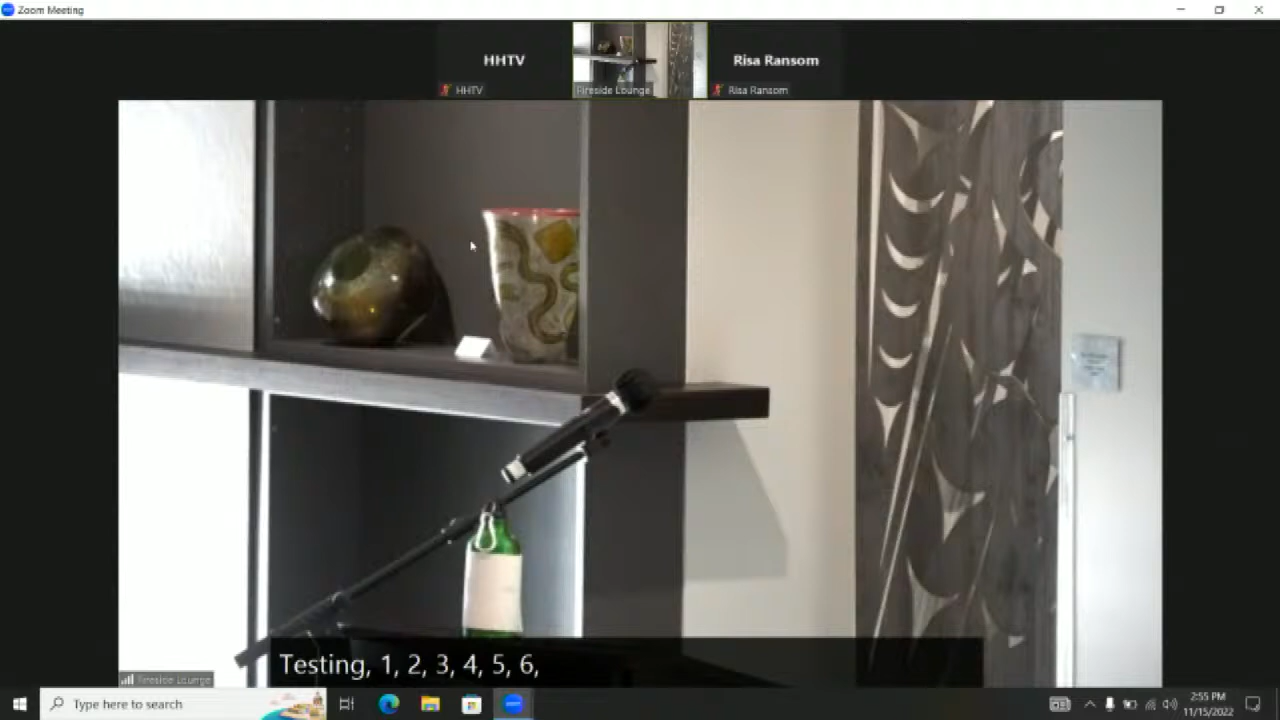 Zoom Meeting
HHTV
Risa Ransom
HHTV
Fireside Lounge
Risa Ransom
Testing, 1, 2, 3, 4, 5, 6,
Fireside Lounge
Type here to search
2:55 PM
11/15/2022